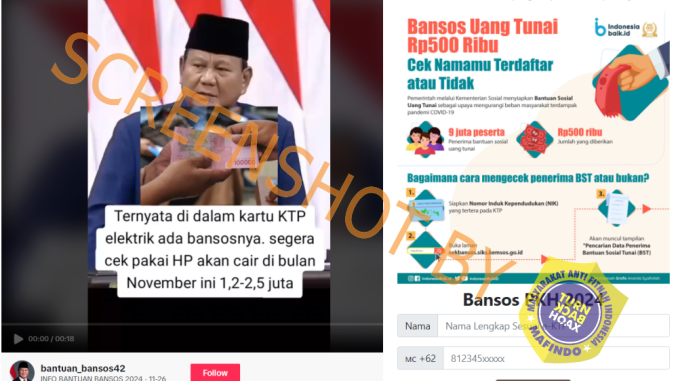 SCREENSHOT BY
100000
Ternyata di dalam kartu KTP
elektrik ada bansosnya. segera
cek pakai HP akan cair di bulan
November ini 1,2-2,5 juta
00:00 / 00:18
bantuan_bansos42
INFO BANTUAN BANSOS 2024 · 11-26
Follow
Bansos Uang Tunai
Rp500 Ribu
Cek Namamu Terdaftar
atau Tidak
Indonesia
baik.id
Pemerintah melalui Kementerian Sosial menyiapkan Bantuan Sosial
Uang Tunai sebagai upaya mengurangi beban masyarakat terdampak
pandemi COVID-19
9 juta peserta
Penerima bantuan sosial
uang tunai
Rp500 ribu
Jumlah yang diberikan
Bagaimana cara mengecek penerima BST atau bukan?
1.
Siapkan Nomor Induk Kependudukan (NIK)
yang tertera pada KTP
2.
Buka laman
cekbansos.siks.kemsos.go.id
3.
Akan muncul tampilan
"Pencarian Data Penerima
Bantuan Sosial Tunai (BST)
Bansos PKH 2024
Nama
Nama Lengkap Sesuai E-KTP
MC +62
812345xxxxx
MASYARAKAT ANTI FITNAH INDONESIA
TURN
BACK
HOAX
MAFINDO